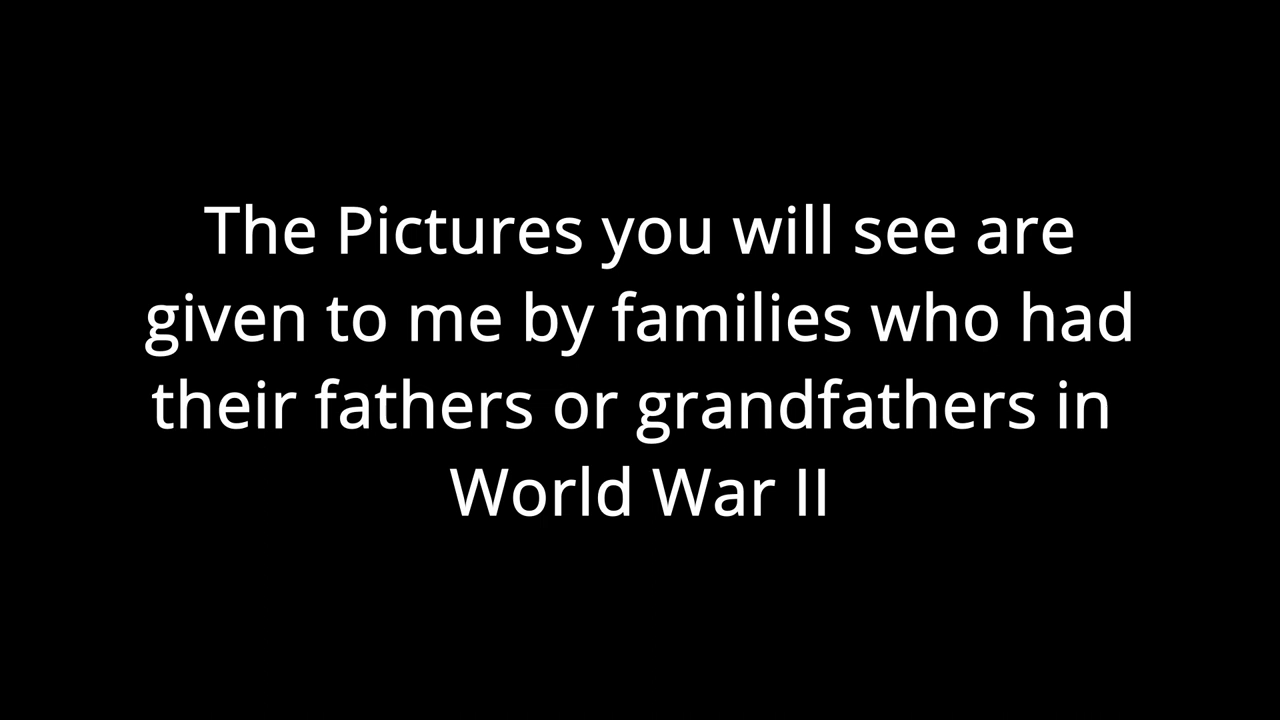 The Pictures you will see are
given to me by families who had
their fathers or grandfathers in
World War II